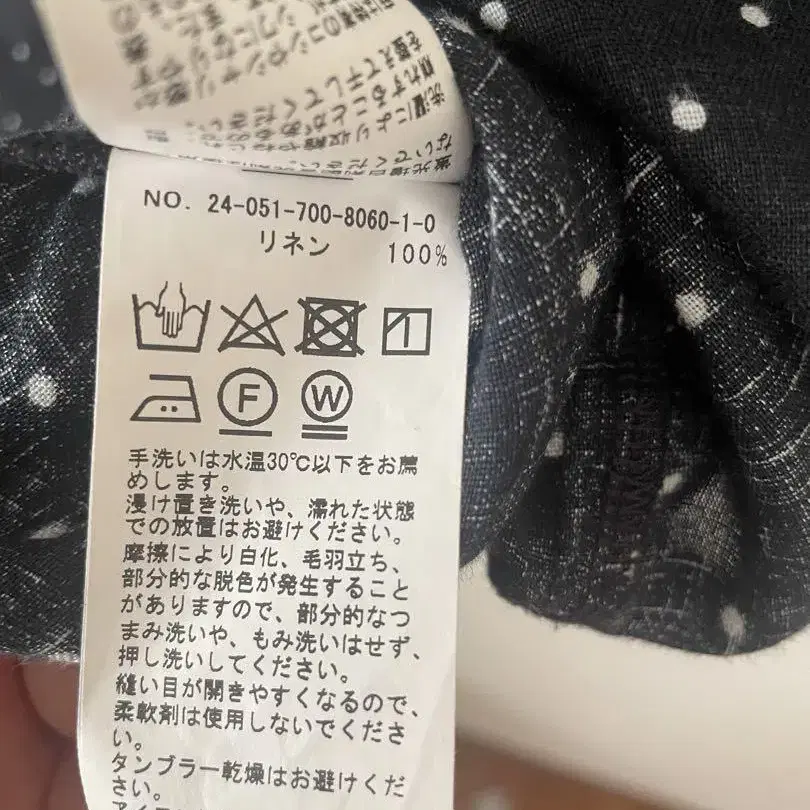 NO. 24-051-700-8060-1-0
リネン 100%
F
W
手洗いは水温30℃以下をお薦
めします。
浸け置き洗いや、濡れた状態
での放置はお避けください。
摩擦により白化、毛羽立ち、
部分的な脱色が発生すること
がありますので、部分的なつ
まみ洗いや、もみ洗いはせず、
押し洗いしてください。
縫い目が開きやすくなるので、
柔軟剤は使用しないでくださ
い。
タンブラー乾燥はお避けくだ
さい。